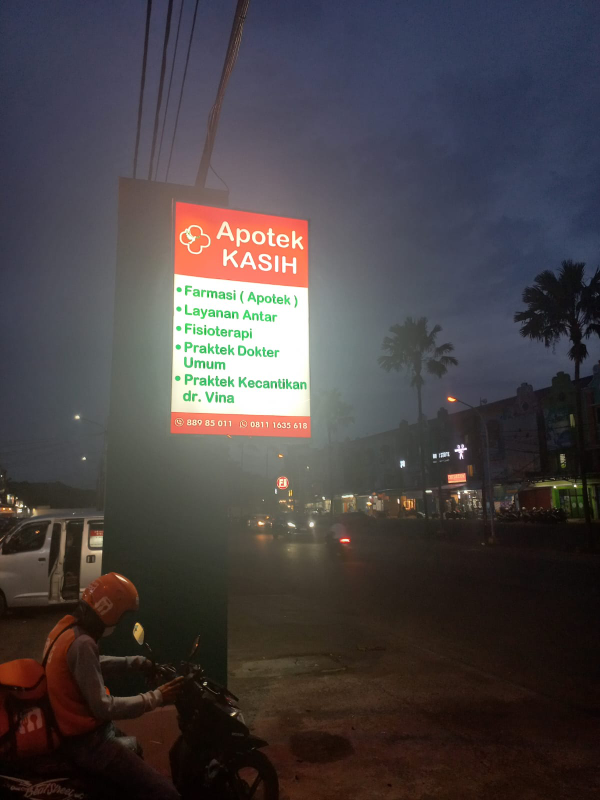 Apotek
KASIH
• Farmasi ( Apotek )
• Layanan Antar
• Fisioterapi
• Praktek Dokter
Umum
• Praktek Kecantikan
dr. Vina
889 85 011 0811 1635 618